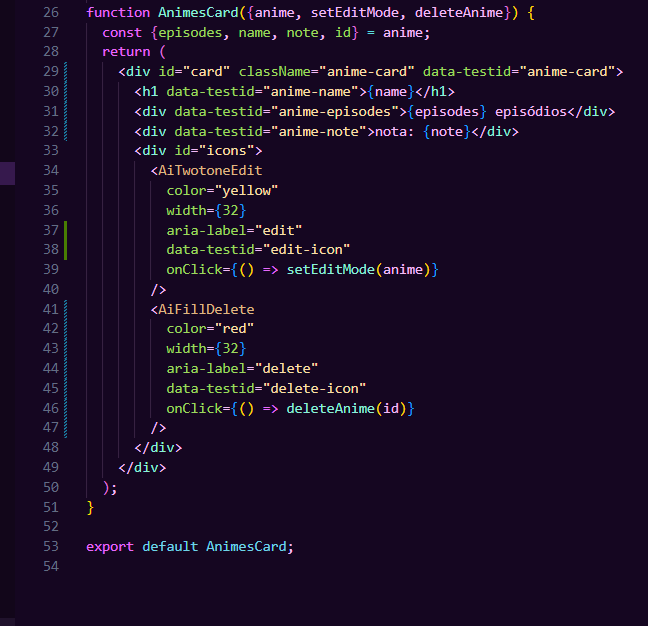 26 function AnimesCard({anime, setEditMode, deleteAnime}) {
27   const {episodes, name, note, id} = anime;
28   return (
29     <div id="card" className="anime-card" data-testid="anime-card">
30       <h1 data-testid="anime-name">{name}</h1>
31       <div data-testid="anime-episodes">{episodes} episódios</div>
32       <div data-testid="anime-note">nota: {note}</div>
33       <div id="icons">
34         <AiTwotoneEdit
35           color="yellow"
36           width={32}
37           aria-label="edit"
38           data-testid="edit-icon"
39           onClick={() => setEditMode(anime)}
40         />
41         <AiFillDelete
42           color="red"
43           width={32}
44           aria-label="delete"
45           data-testid="delete-icon"
46           onClick={() => deleteAnime(id)}
47         />
48       </div>
49     </div>
50   );
51 }
52
53 export default AnimesCard;
54